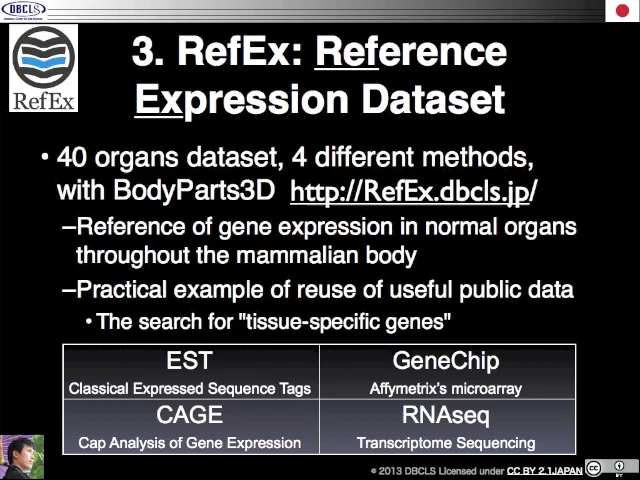 DBCLS
3. RefEx: Reference
Expression Dataset
RefEx
• 40 organs dataset, 4 different methods,
with BodyParts3D http://RefEx.dbcls.jp/
–Reference of gene expression in normal organs
throughout the mammalian body
–Practical example of reuse of useful public data
• The search for "tissue-specific genes"
EST
Classical Expressed Sequence Tags
GeneChip
Affymetrix's microarray
CAGE
Cap Analysis of Gene Expression
RNAseq
Transcriptome Sequencing
© 2013 DBCLS Licensed under CC BY 2.1JAPAN